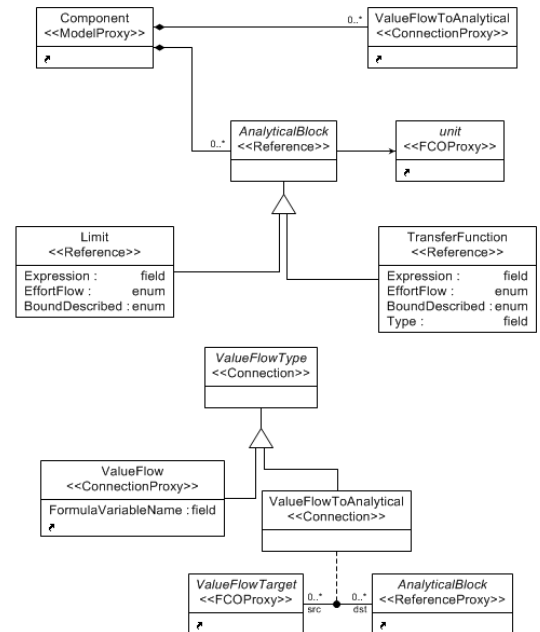 Component
<<ModelProxy>>
0..*
ValueFlowToAnalytical
<<ConnectionProxy>>
0..*
AnalyticalBlock
<<Reference>>
unit
<<FCOProxy>>
Limit
<<Reference>>
Expression : field
EffortFlow : enum
BoundDescribed : enum
TransferFunction
<<Reference>>
Expression : field
EffortFlow : enum
BoundDescribed : enum
Type : field
ValueFlowType
<<Connection>>
ValueFlow
<<ConnectionProxy>>
FormulaVariableName : field
ValueFlowToAnalytical
<<Connection>>
ValueFlowTarget
<<FCOProxy>>
0..*
src
0..*
dst
AnalyticalBlock
<<ReferenceProxy>>